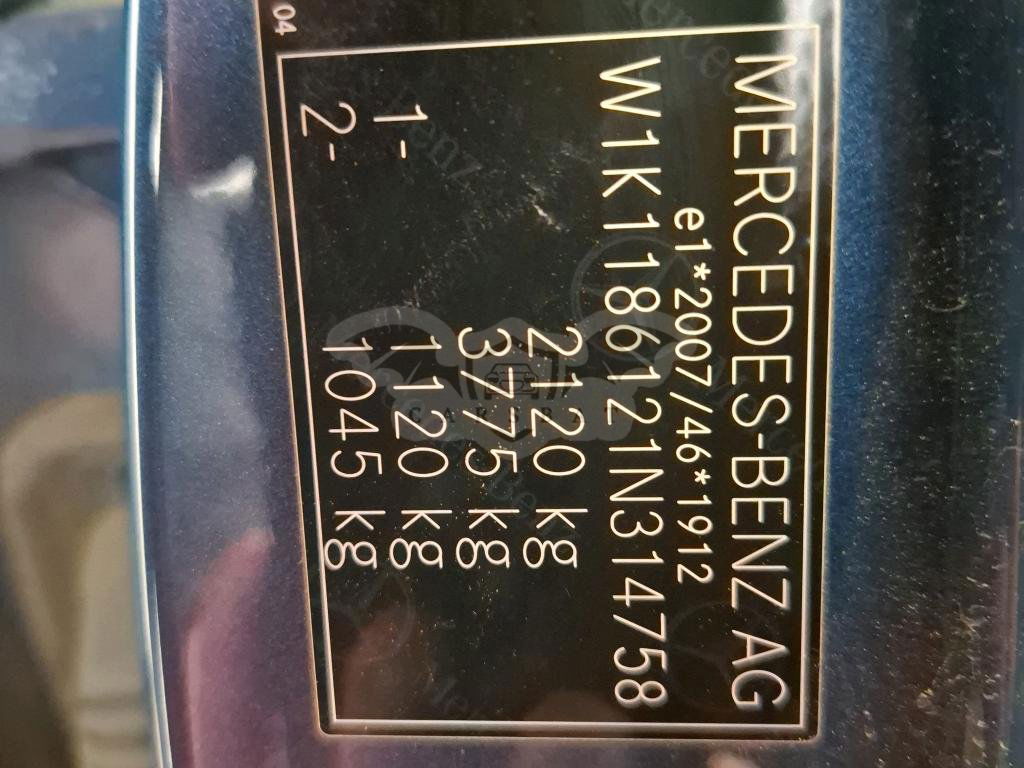 04
MERCEDES-BENZ AG
e1*2007/46*1912
W1K1186121N314758
2120 kg
3775 kg
1- 1120 kg
2- 1045 kg